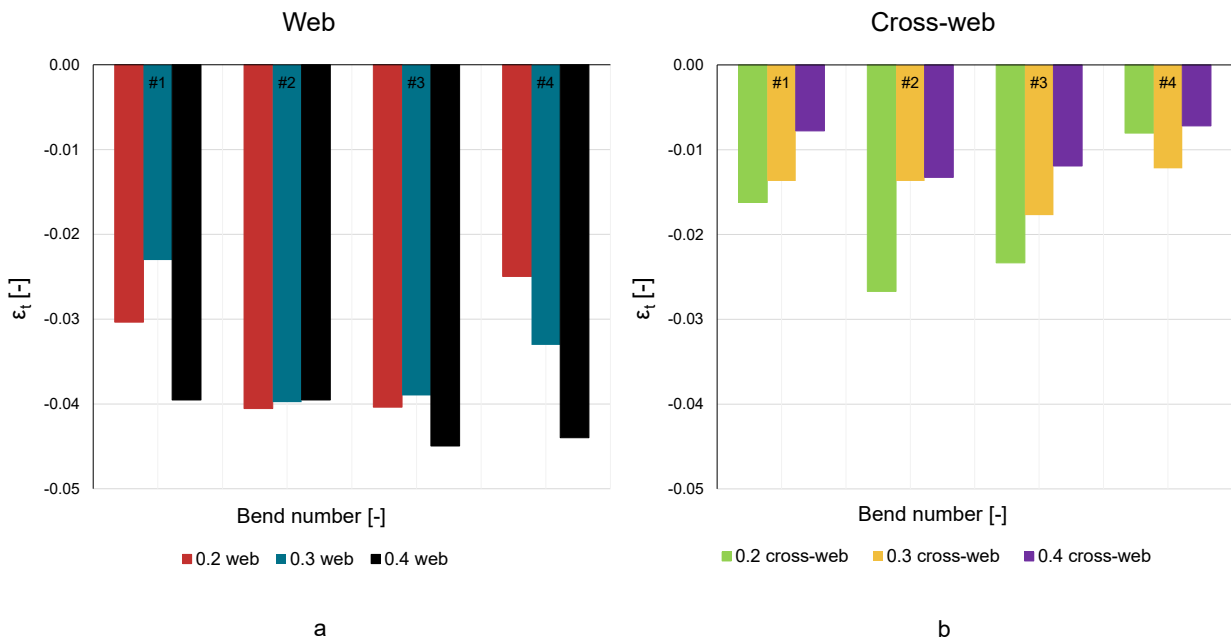 Web
0.00
-0.01
-0.02
-0.03
-0.04
-0.05
εt [-]
#1 #2 #3 #4
Bend number [-]
0.2 web 0.3 web 0.4 web
a
Cross-web
0.00
-0.01
-0.02
-0.03
-0.04
-0.05
εt [-]
#1 #2 #3 #4
Bend number [-]
0.2 cross-web 0.3 cross-web 0.4 cross-web
b